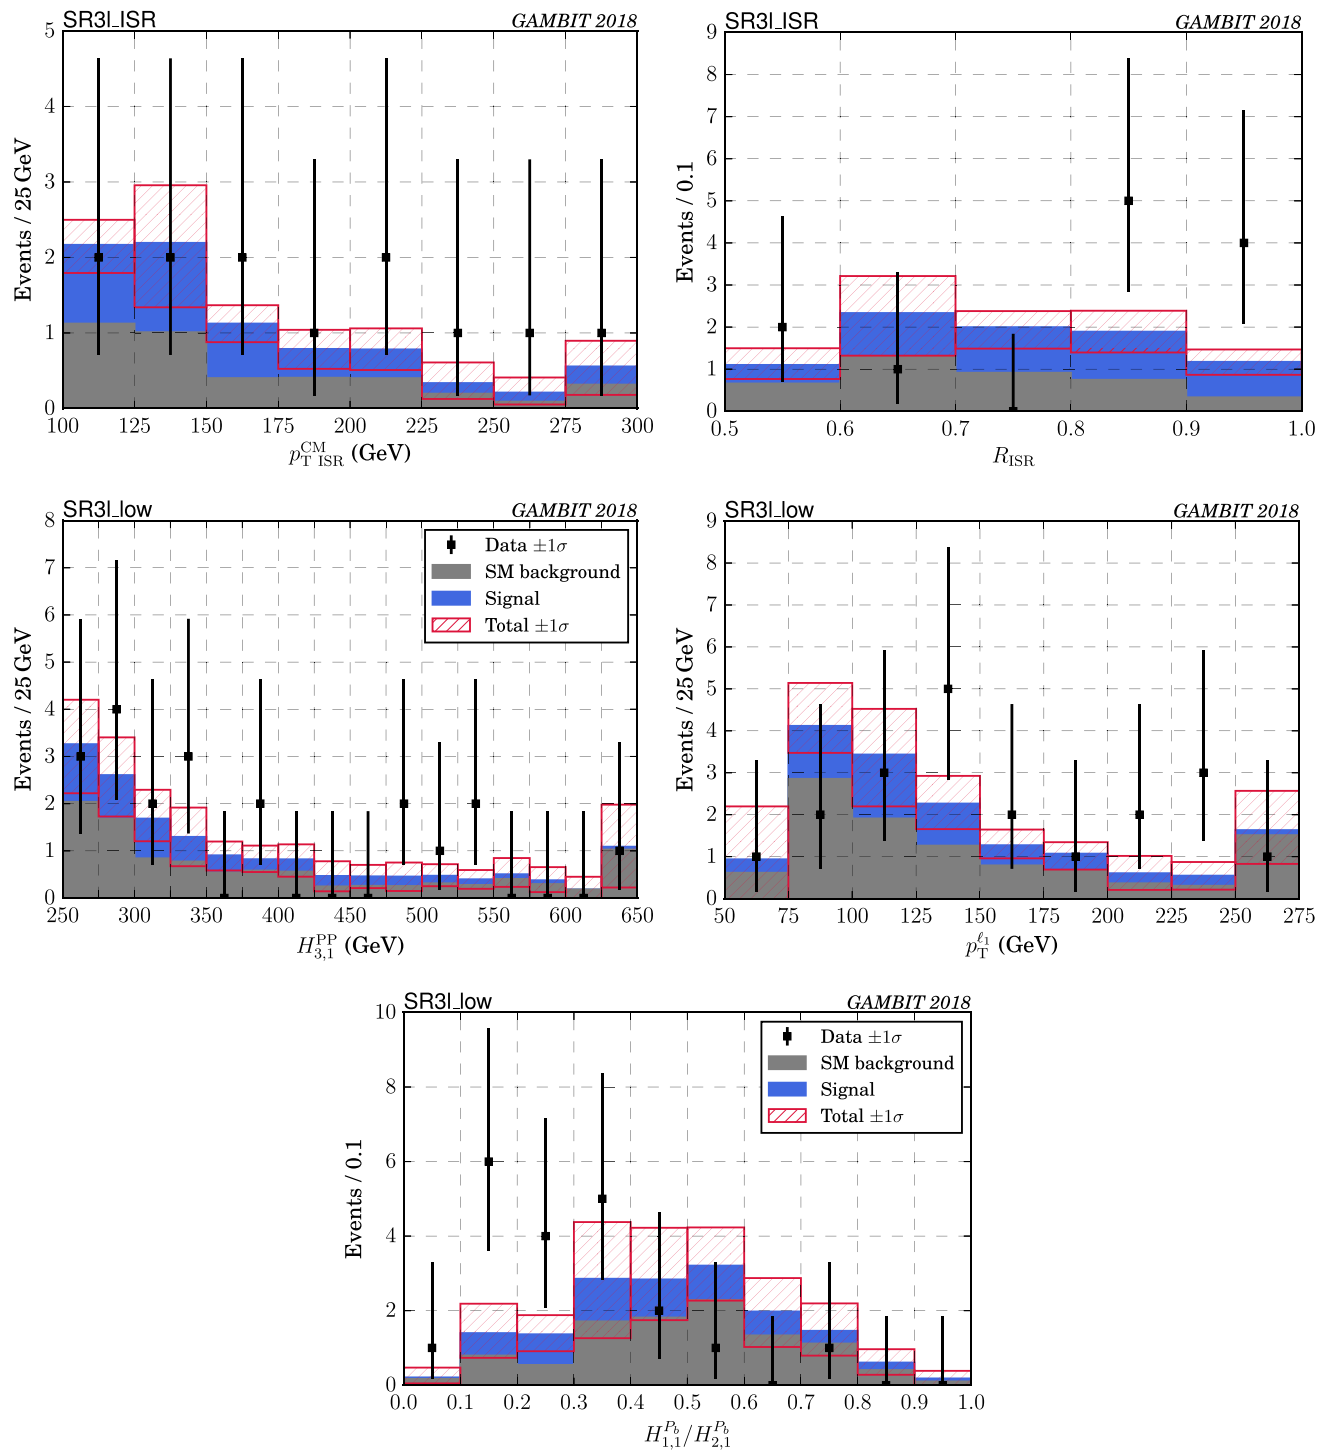 SR3l_ISR GAMBIT 2018
5
4
3
2
1
0
Events / 25 GeV
100 125 150 175 200 225 250 275 300
p_T ISR^CM (GeV)
SR3l_ISR GAMBIT 2018
9
8
7
6
5
4
3
2
1
0
Events / 0.1
0.5 0.6 0.7 0.8 0.9 1.0
R_ISR
SR3l_low GAMBIT 2018
8
7
6
5
4
3
2
1
0
Events / 25 GeV
Data ±1σ
SM background
Signal
Total ±1σ
250 300 350 400 450 500 550 600 650
H_3,1^PP (GeV)
SR3l_low GAMBIT 2018
9
8
7
6
5
4
3
2
1
0
Events / 25 GeV
50 75 100 125 150 175 200 225 250 275
p_T^ℓ1 (GeV)
SR3l_low GAMBIT 2018
10
8
6
4
2
0
Events / 0.1
Data ±1σ
SM background
Signal
Total ±1σ
0.0 0.1 0.2 0.3 0.4 0.5 0.6 0.7 0.8 0.9 1.0
H_1,1^Pb / H_2,1^Pb